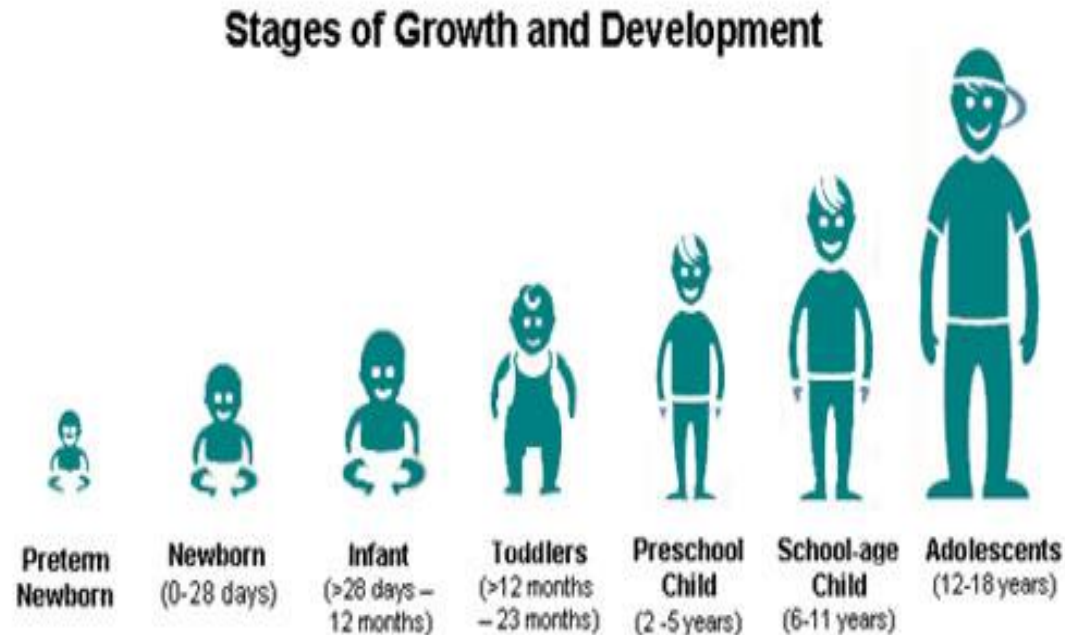 Stages of Growth and Development
Preterm
Newborn
Newborn
(0-28 days)
Infant
(>28 days –
12 months)
Toddlers
(>12 months
– 23 months)
Preschool
Child
(2 -5 years)
School-age
Child
(6-11 years)
Adolescents
(12-18 years)